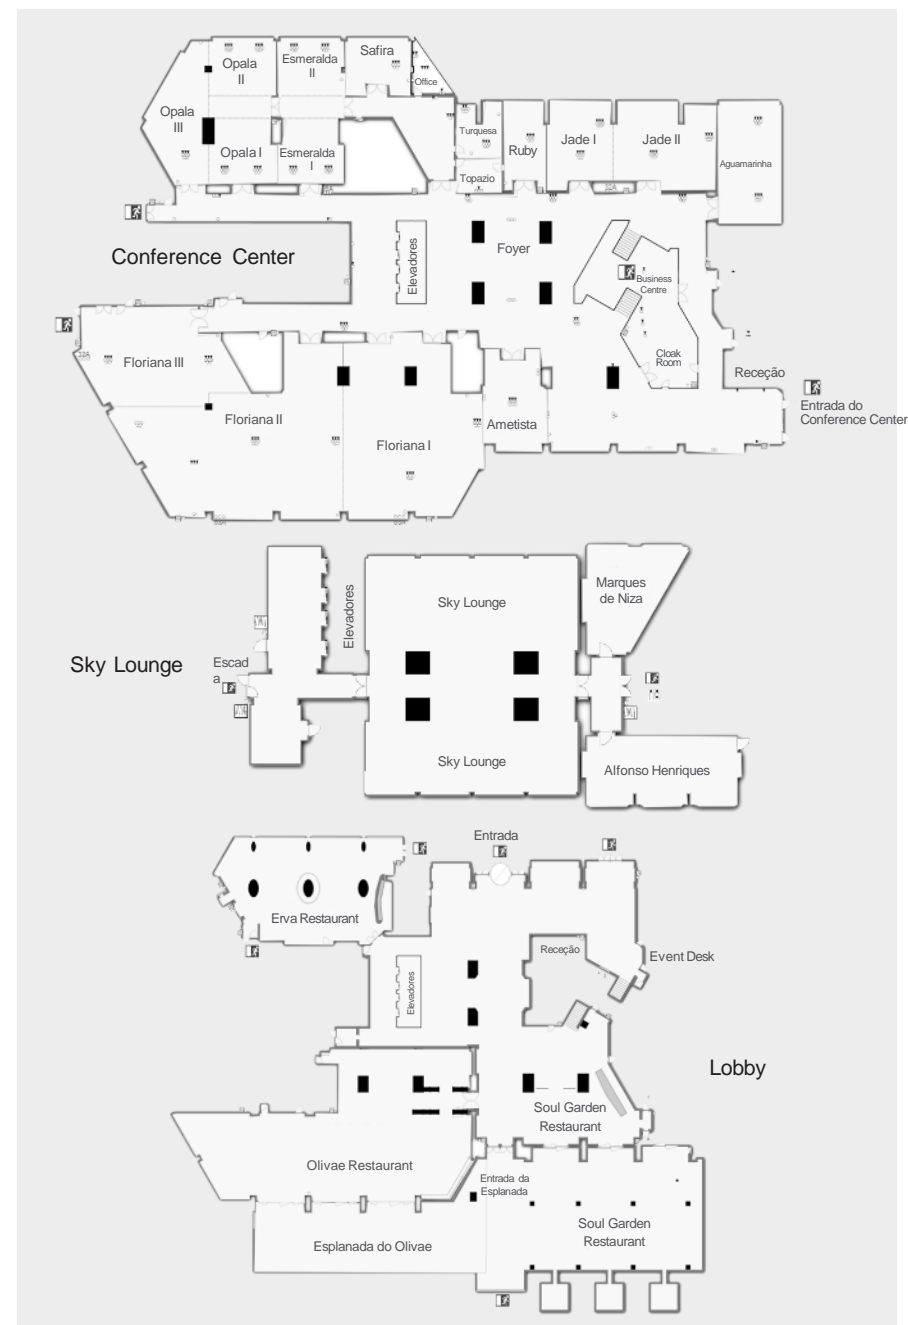 Safira
Opala
II
Esmeralda
II
Office
Opala
III
Turquesa
Ruby
Jade I
Jade II
Opala I
Esmeralda
I
Topazio
Aguamarinha
Conference Center
Elevadores
Foyer
Business
Centre
Floriana III
Cloak
Room
Receção
Entrada do
Conference Center
Floriana II
Floriana I
Ametista
Sky Lounge
Marques
de Niza
Elevadores
Sky Lounge
Escad
a
Sky Lounge
Alfonso Henriques
Entrada
Erva Restaurant
Receção
Event Desk
Elevadores
Lobby
Soul Garden
Restaurant
Olivae Restaurant
Entrada da
Esplanada
Soul Garden
Restaurant
Esplanada do Olivae